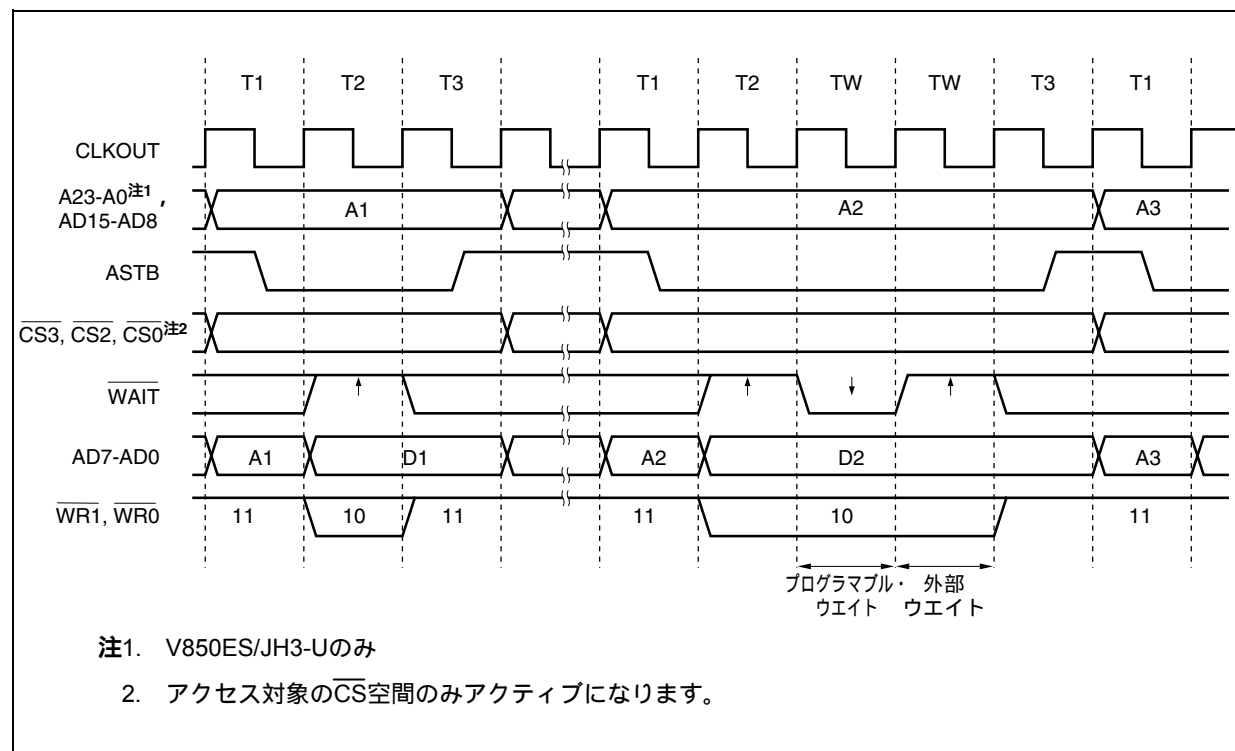 T1 T2 T3 T1 T2 TW TW T3 T1
CLKOUT
A23-A0注1，
AD15-AD8
A1 A2 A3
ASTB
CS3, CS2, CS0注2
WAIT
AD7-AD0 A1 D1 A2 D2 A3
WR1, WR0 11 10 11 11 10 11
プログラマブル・ 外部
ウエイト ウエイト
注1. V850ES/JH3-Uのみ
2. アクセス対象のCS空間のみアクティブになります。